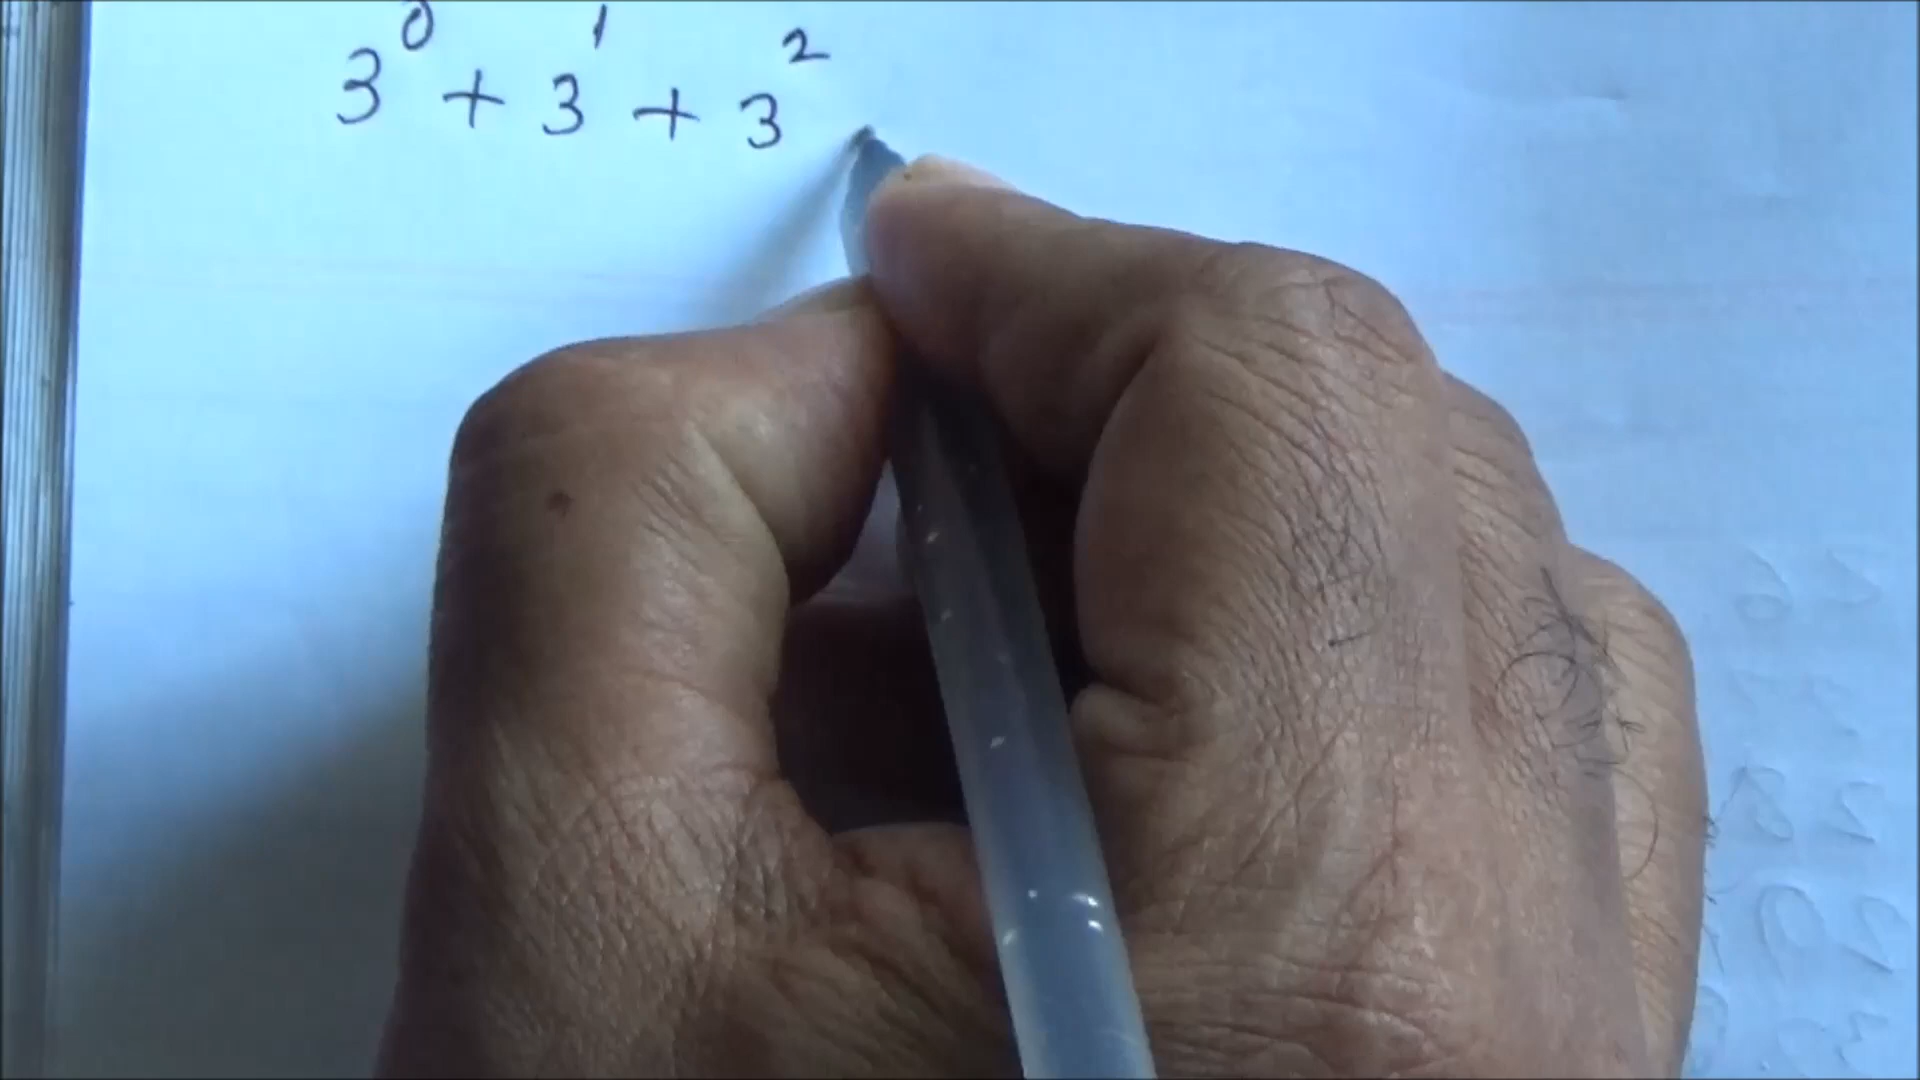 3⁰ + 3¹ + 3²